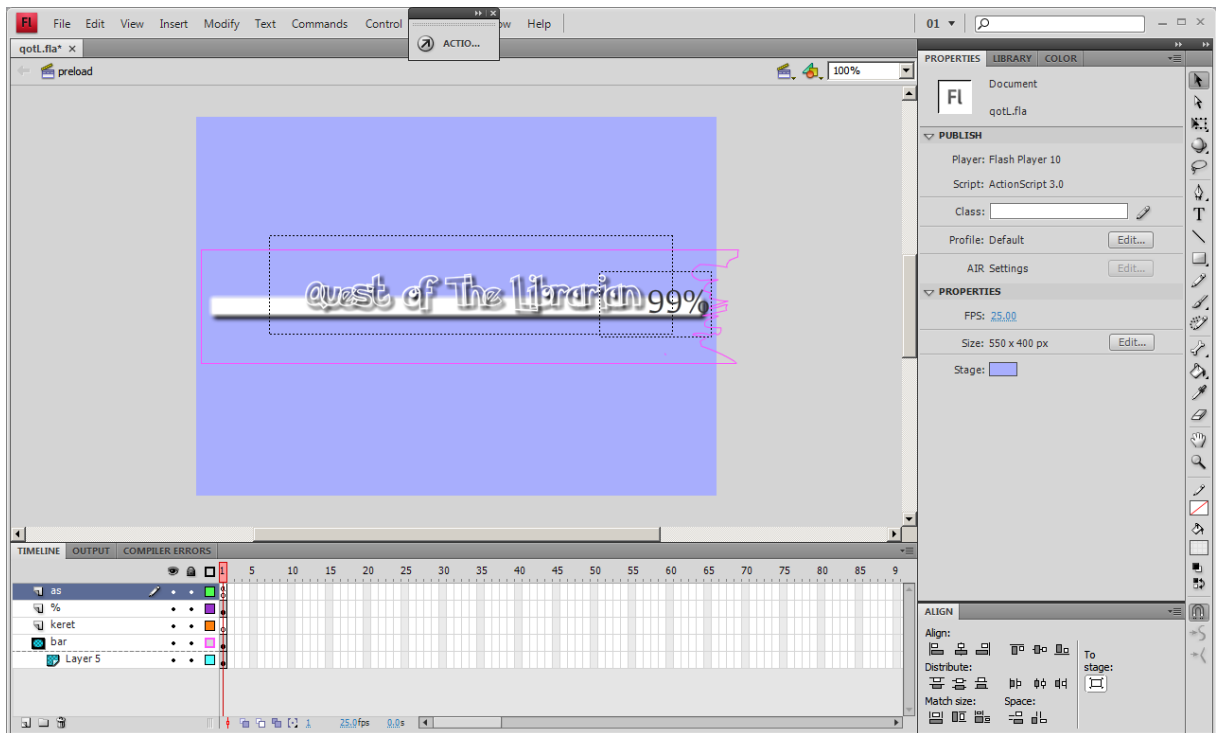 FL File Edit View Insert Modify Text Commands Control ow Help 01
ACTIO...
qotL.fla* ×
preload 100%
Quest of The Librarian 99%
PROPERTIES LIBRARY COLOR
Document
FL
qotL.fla
PUBLISH
Player: Flash Player 10
Script: ActionScript 3.0
Class:
Profile: Default Edit...
AIR Settings Edit...
PROPERTIES
FPS: 25.00
Size: 550 x 400 px Edit...
Stage:
TIMELINE OUTPUT COMPILER ERRORS
1 5 10 15 20 25 30 35 40 45 50 55 60 65 70 75 80 85 9
as
%
keret
bar
Layer 5
1 25.0fps 0.0s
ALIGN
Align:
To
stage:
Distribute:
Match size: Space: